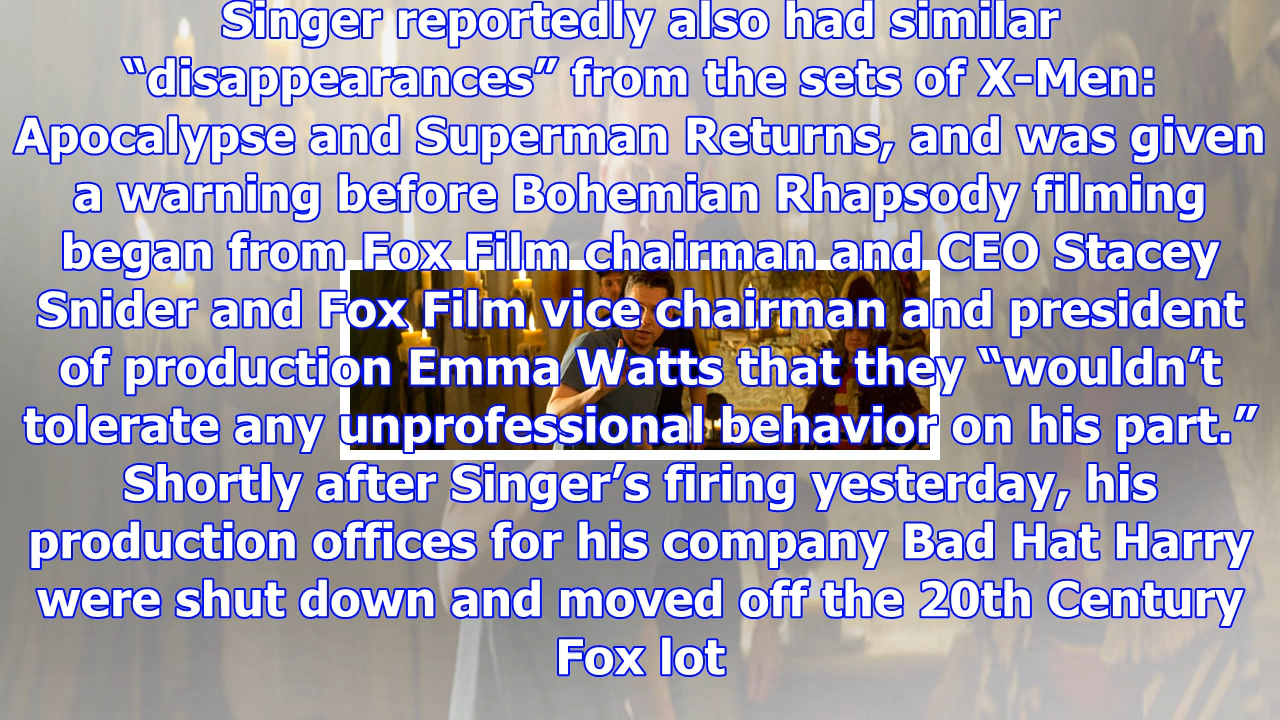 Singer reportedly also had similar
“disappearances” from the sets of X-Men:
Apocalypse and Superman Returns, and was given
a warning before Bohemian Rhapsody filming
began from Fox Film chairman and CEO Stacey
Snider and Fox Film vice chairman and president
of production Emma Watts that they “wouldn’t
tolerate any unprofessional behavior on his part.”
Shortly after Singer’s firing yesterday, his
production offices for his company Bad Hat Harry
were shut down and moved off the 20th Century
Fox lot